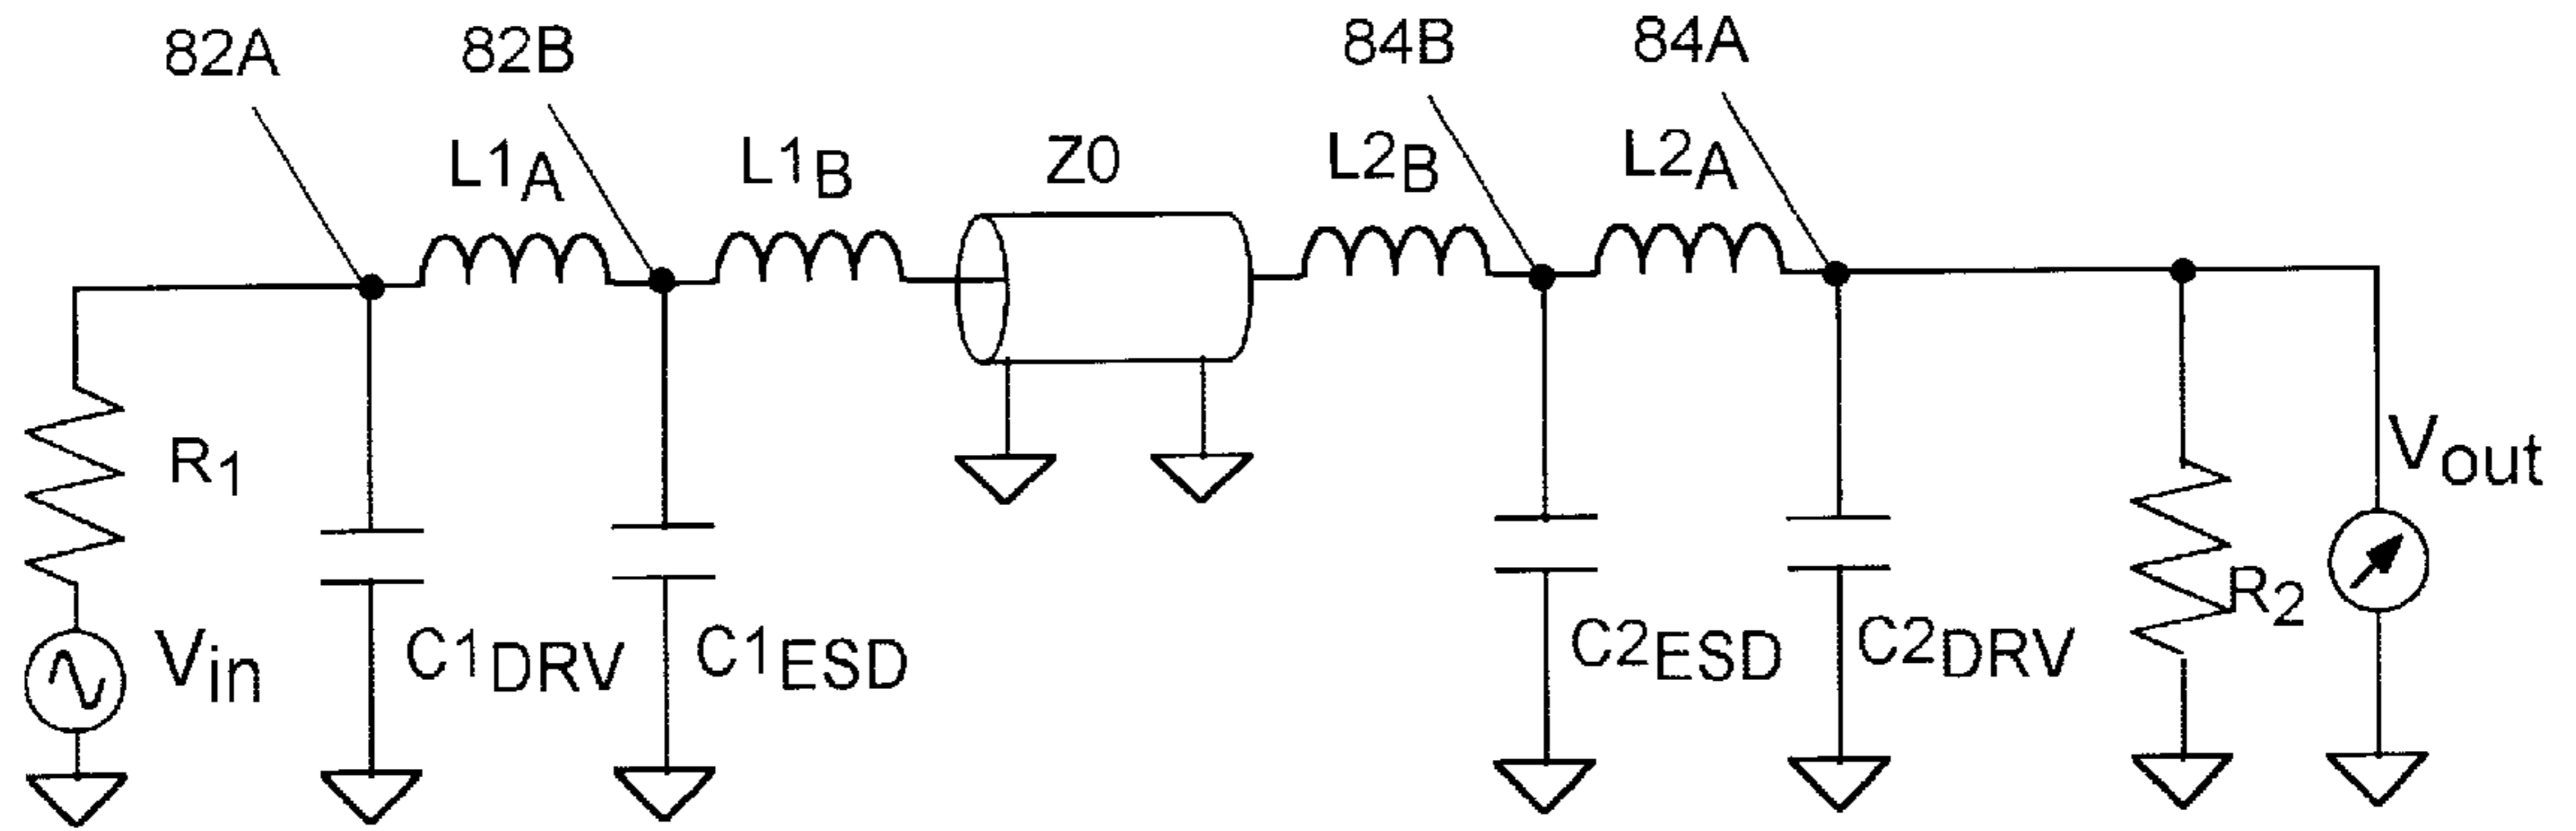 82A
82B
84B
84A
L1A
L1B
Z0
L2B
L2A
R1
Vout
Vin
C1DRV
C1ESD
C2ESD
C2DRV
R2